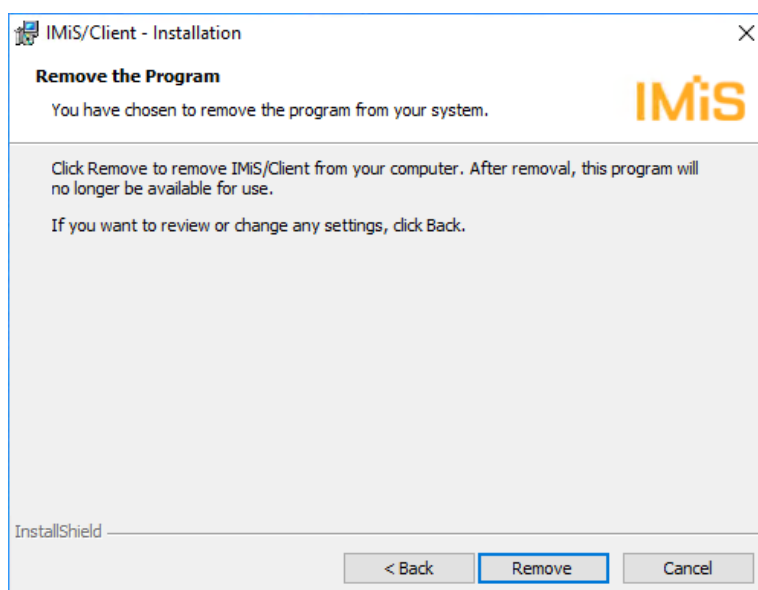 IMiS/Client - Installation
Remove the Program
You have chosen to remove the program from your system.
IMiS
Click Remove to remove IMiS/Client from your computer. After removal, this program will
no longer be available for use.
If you want to review or change any settings, click Back.
InstallShield
< Back
Remove
Cancel